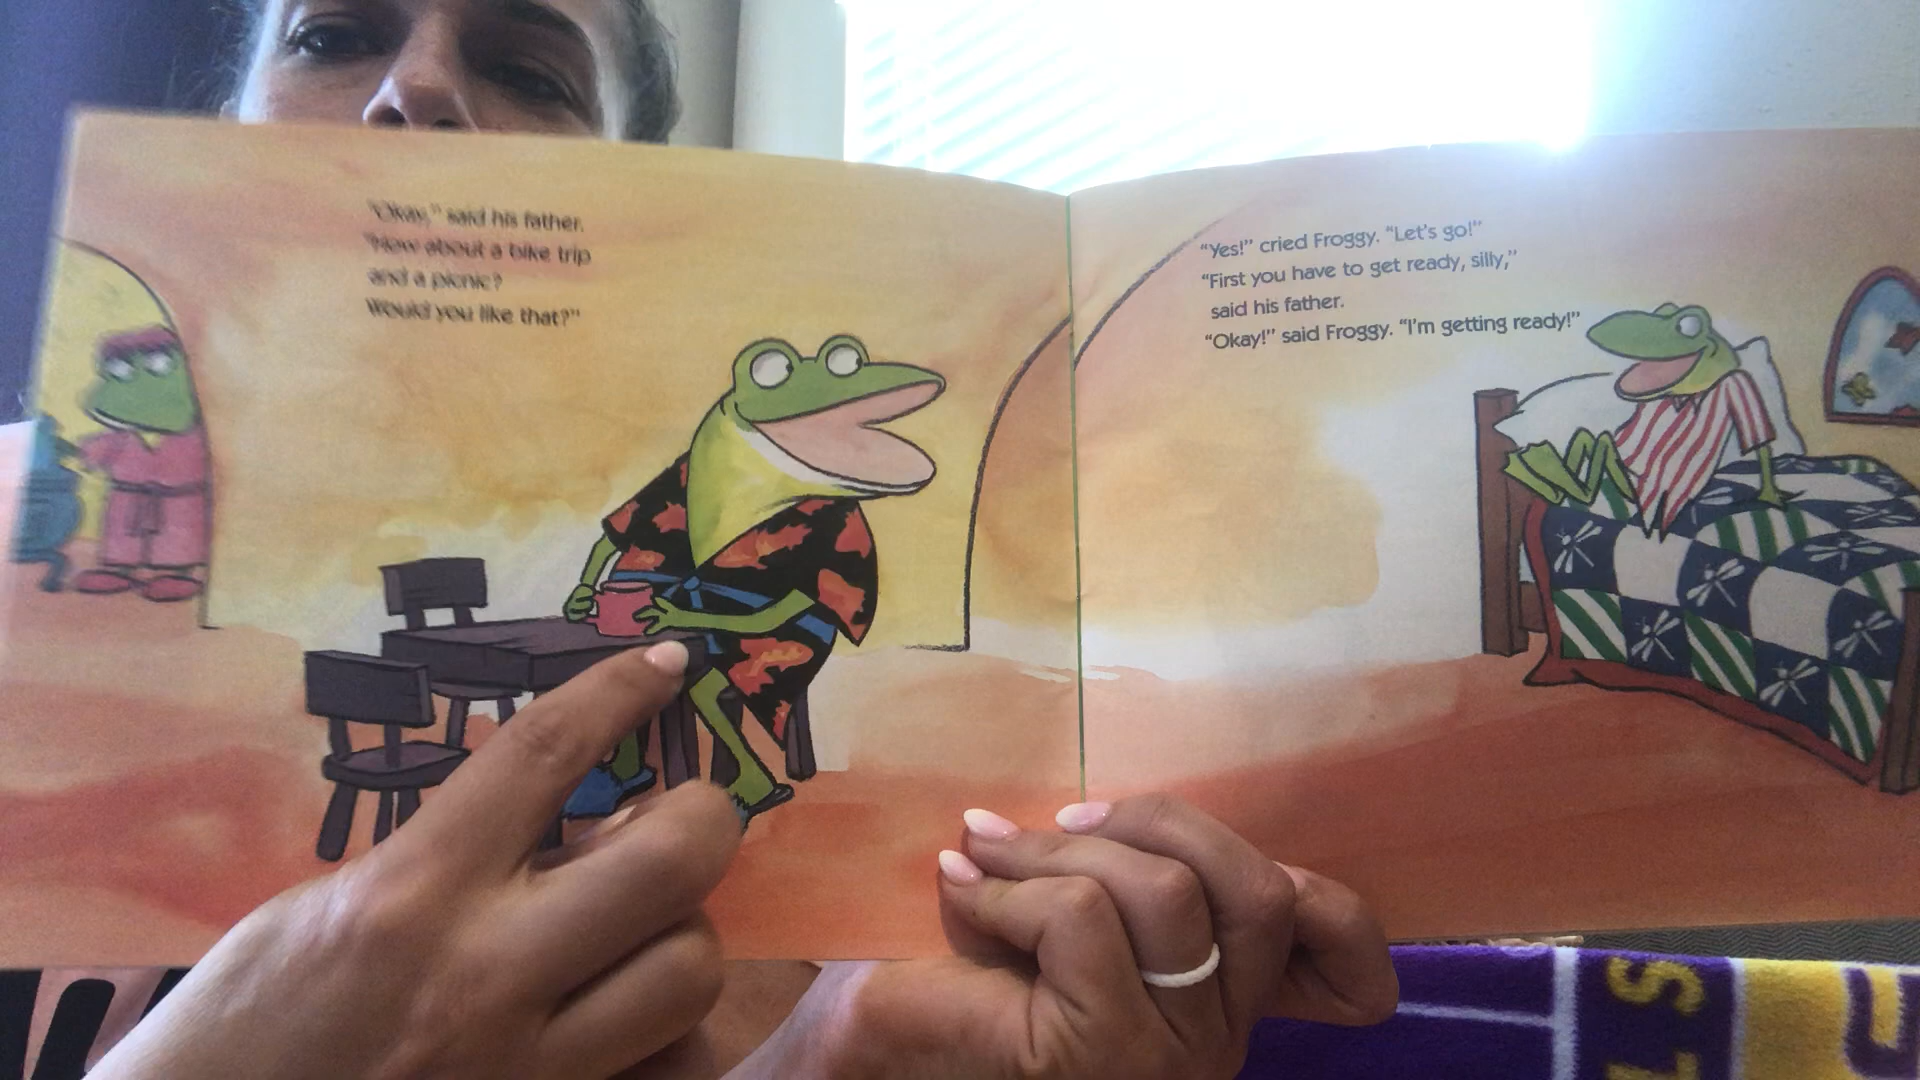 "Okay," said his father.
"How about a bike trip
and a picnic?
Would you like that?"
"Yes!" cried Froggy. "Let's go!"
"First you have to get ready, silly,"
said his father.
"Okay!" said Froggy. "I'm getting ready!"